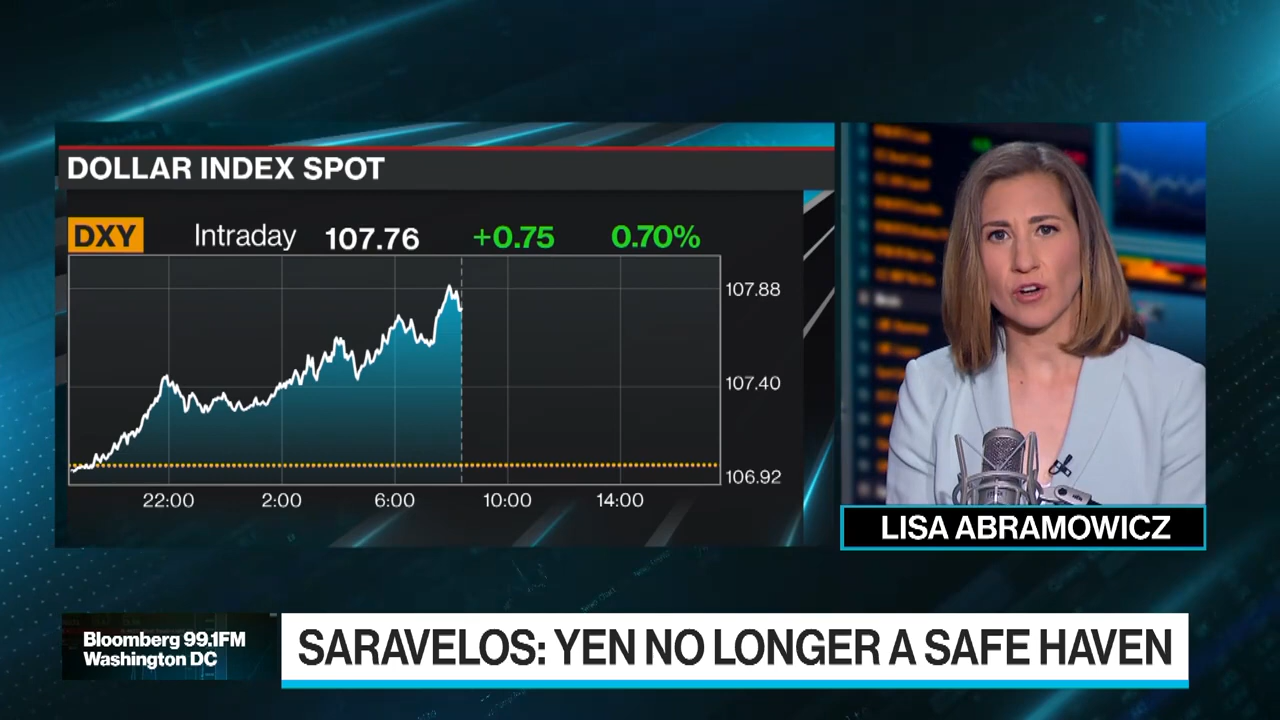 DOLLAR INDEX SPOT
DXY Intraday 107.76 +0.75 0.70%
107.88
107.40
106.92
22:00 2:00 6:00 10:00 14:00
LISA ABRAMOWICZ
Bloomberg 99.1FM
Washington DC
SARAVELOS: YEN NO LONGER A SAFE HAVEN